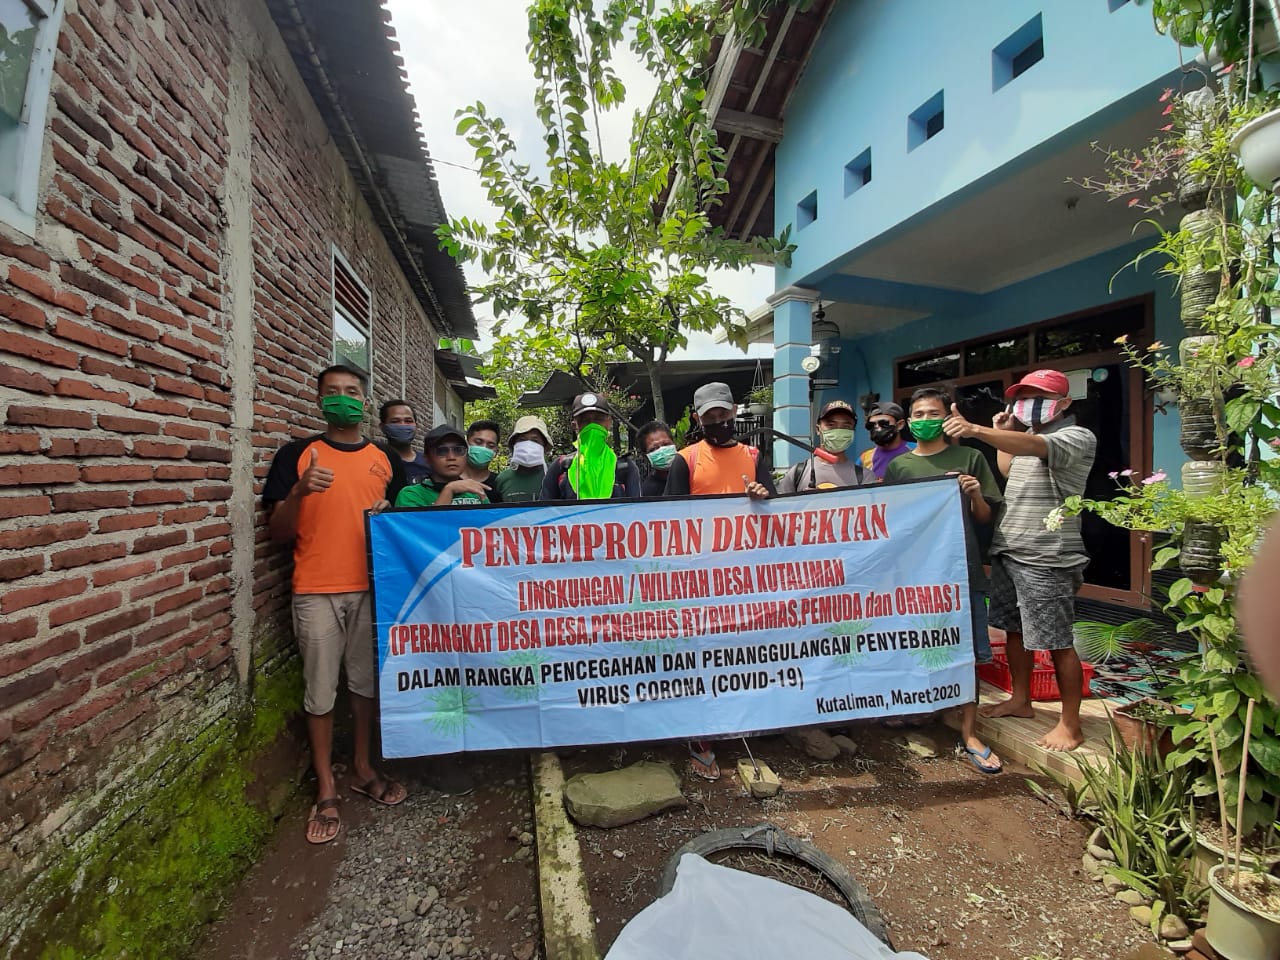 PENYEMPROTAN DISINFEKTAN
LINGKUNGAN / WILAYAH DESA KUTALIMAN
(PERANGKAT DESA DESA,PENGURUS RT/RW,LINMAS,PEMUDA dan ORMAS)
DALAM RANGKA PENCEGAHAN DAN PENANGGULANGAN PENYEBARAN
VIRUS CORONA (COVID-19)
Kutaliman, Maret 2020